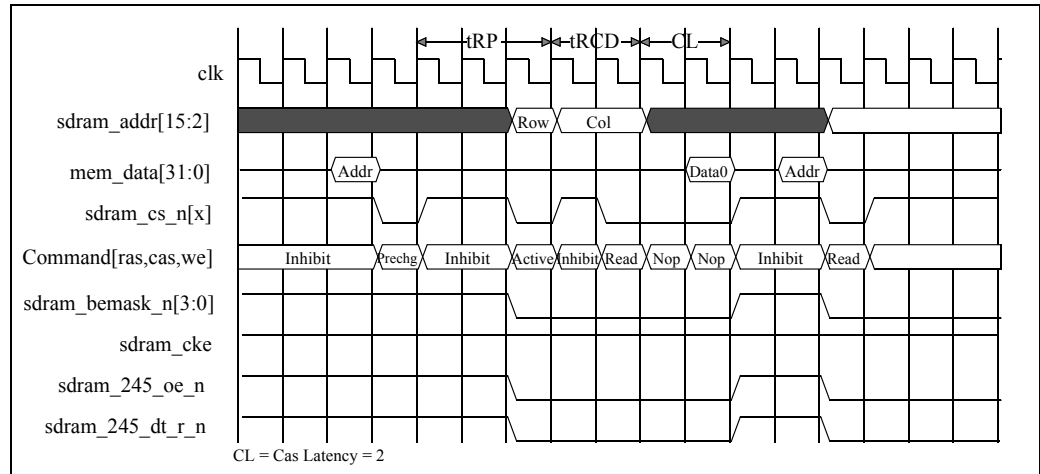 tRP tRCD CL
clk
sdram_addr[15:2] Row Col
mem_data[31:0] Addr Data0 Addr
sdram_cs_n[x]
Command[ras,cas,we] Inhibit Prechg Inhibit Active Inhibit Read Nop Nop Inhibit Read
sdram_bemask_n[3:0]
sdram_cke
sdram_245_oe_n
sdram_245_dt_r_n
CL = Cas Latency = 2